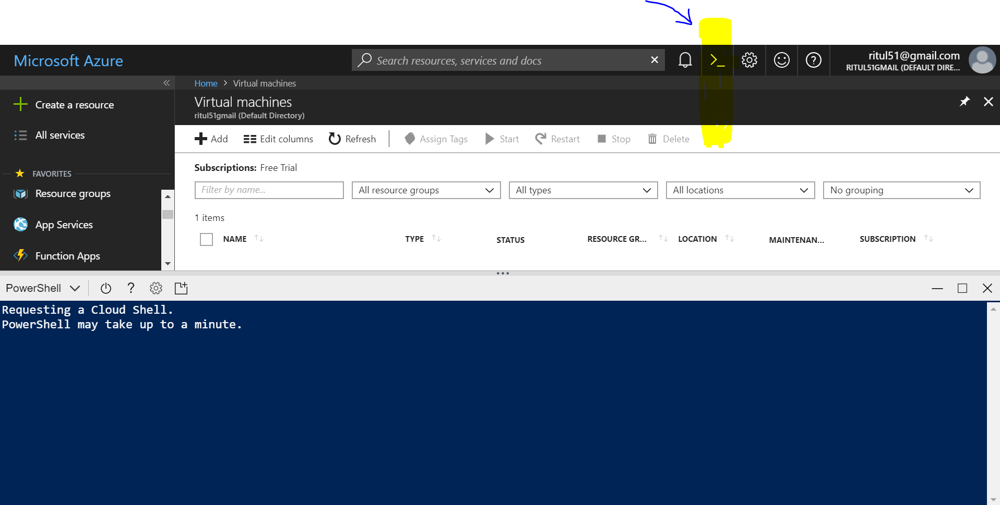 Microsoft Azure
Search resources, services and docs
ritul51@gmail.com
RITUL51GMAIL (DEFAULT DIRE...
Home > Virtual machines
Virtual machines
ritul51gmail (Default Directory)
Create a resource
All services
FAVORITES
Resource groups
App Services
Function Apps
Add Edit columns Refresh Assign Tags Start Restart Stop Delete
Subscriptions: Free Trial
Filter by name... All resource groups All types All locations No grouping
1 items
NAME TYPE STATUS RESOURCE GR... LOCATION MAINTENAN... SUBSCRIPTION
PowerShell
Requesting a Cloud Shell.
PowerShell may take up to a minute.